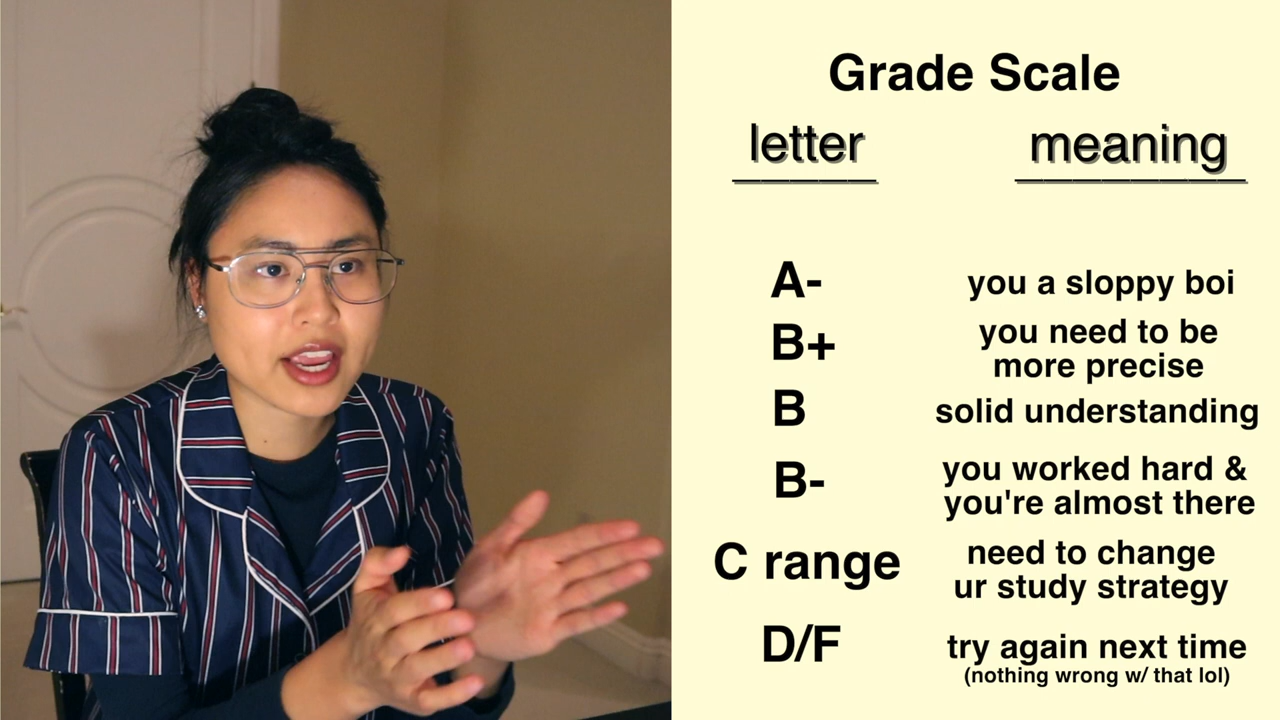 Grade Scale
letter meaning
A- you a sloppy boi
B+ you need to be
more precise
B solid understanding
B- you worked hard &
you're almost there
C range need to change
ur study strategy
D/F try again next time
(nothing wrong w/ that lol)